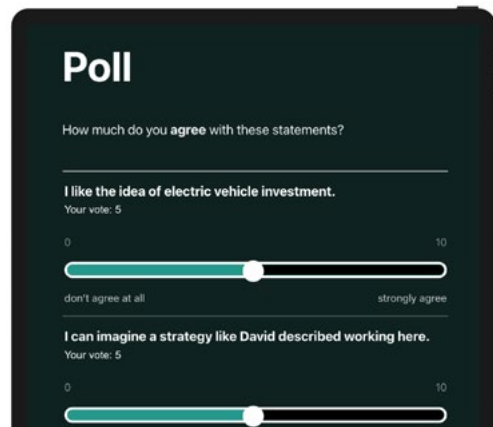 Poll
How much do you agree with these statements?
I like the idea of electric vehicle investment.
Your vote: 5
0 10
don't agree at all strongly agree
I can imagine a strategy like David described working here.
Your vote: 5
0 10